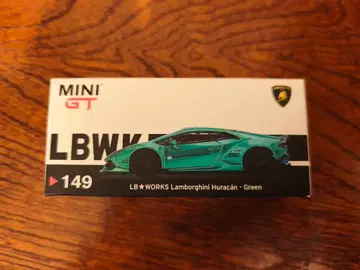 MINI
GT
LBWK
149
LB★WORKS Lamborghini Huracán - Green